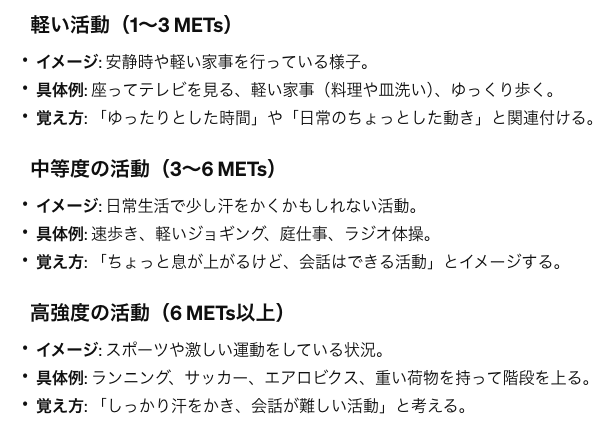 軽い活動（1〜3 METs）
• イメージ: 安静時や軽い家事を行っている様子。
• 具体例: 座ってテレビを見る、軽い家事（料理や皿洗い）、ゆっくり歩く。
• 覚え方: 「ゆったりとした時間」や「日常のちょっとした動き」と関連付ける。
中等度の活動（3〜6 METs）
• イメージ: 日常生活で少し汗をかくかもしれない活動。
• 具体例: 速歩き、軽いジョギング、庭仕事、ラジオ体操。
• 覚え方: 「ちょっと息が上がるけど、会話はできる活動」とイメージする。
高強度の活動（6 METs以上）
• イメージ: スポーツや激しい運動をしている状況。
• 具体例: ランニング、サッカー、エアロビクス、重い荷物を持って階段を上る。
• 覚え方: 「しっかり汗をかき、会話が難しい活動」と考える。